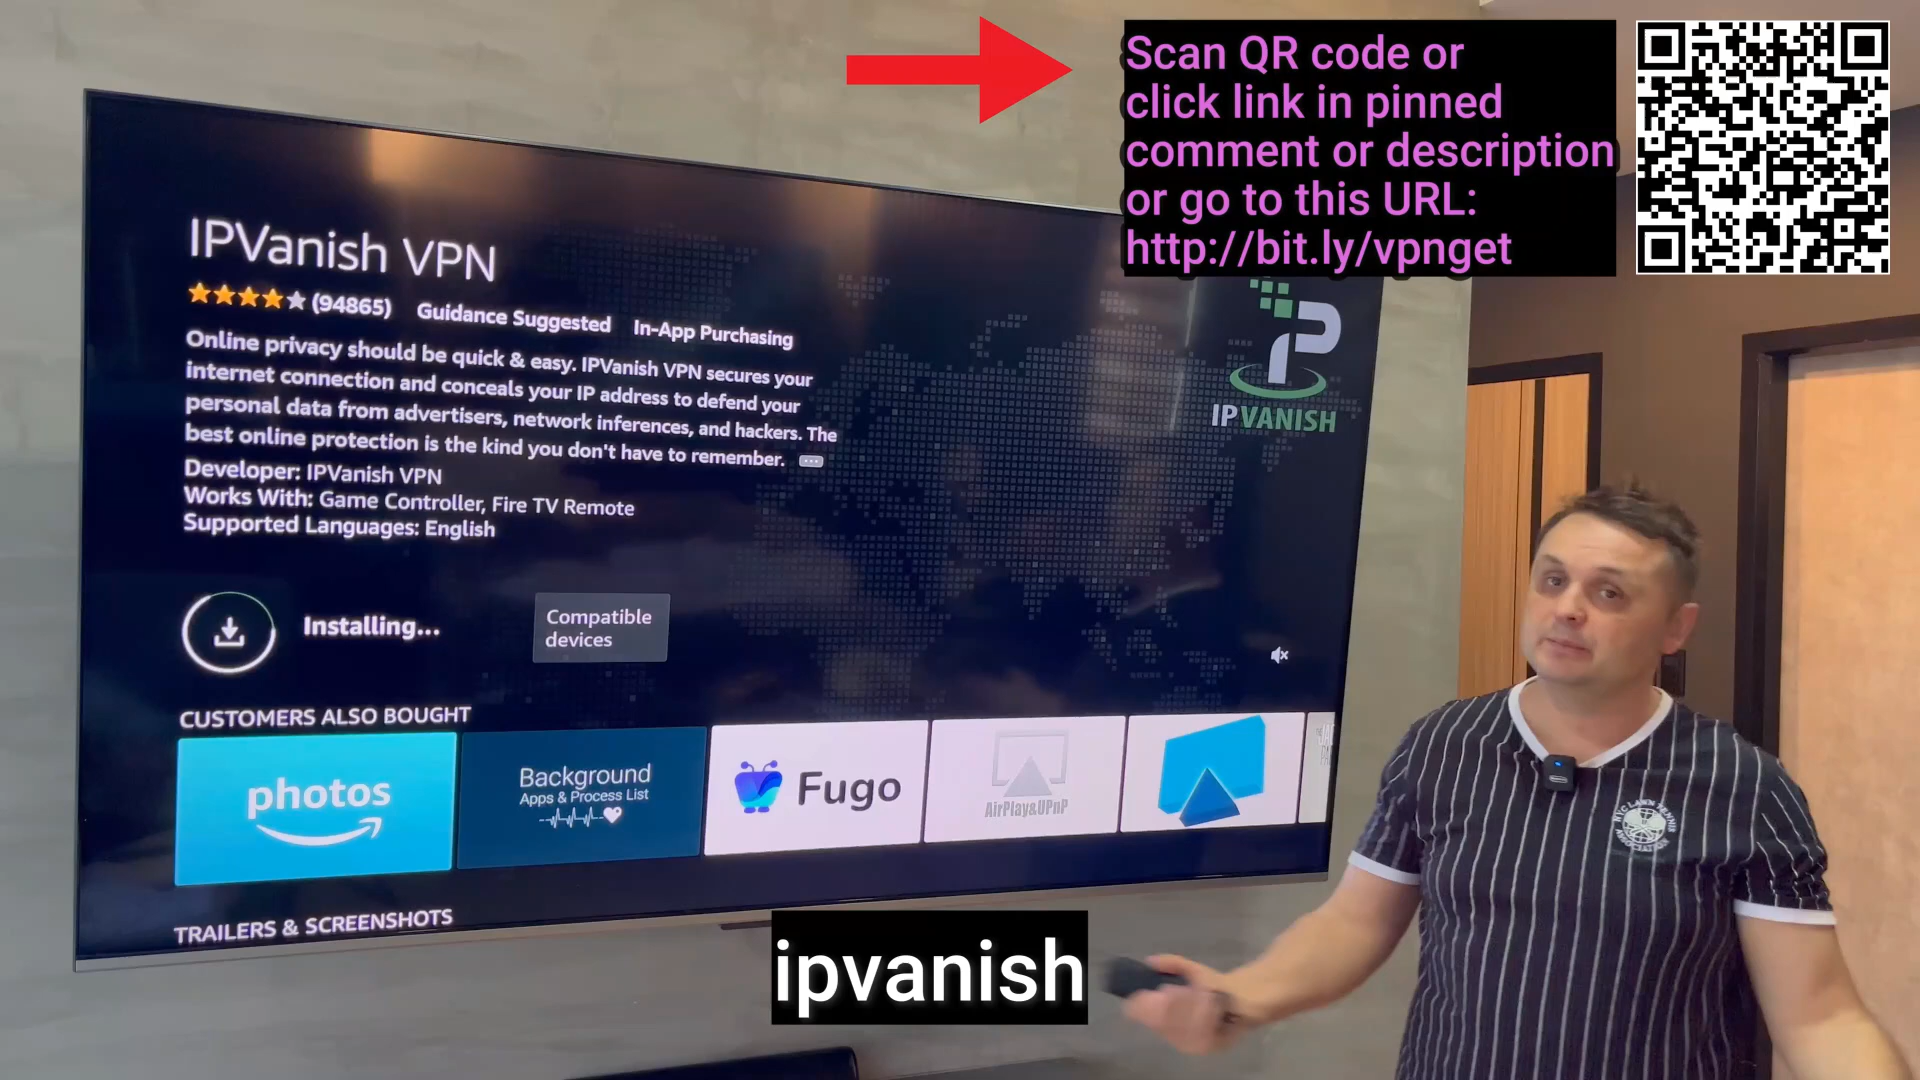 Scan QR code or
click link in pinned
comment or description
or go to this URL:
http://bit.ly/vpnget
IPVanish VPN
(94865) Guidance Suggested In-App Purchasing
Online privacy should be quick & easy. IPVanish VPN secures your
internet connection and conceals your IP address to defend your
personal data from advertisers, network inferences, and hackers. The
best online protection is the kind you don't have to remember.
Developer: IPVanish VPN
Works With: Game Controller, Fire TV Remote
Supported Languages: English
IPVANISH
Installing...
Compatible
devices
CUSTOMERS ALSO BOUGHT
photos
Background
Apps & Process List
Fugo
AirPlay&UPnP
TRAILERS & SCREENSHOTS
ipvanish
NYC LAWN TENNIS
ASSOCIATION